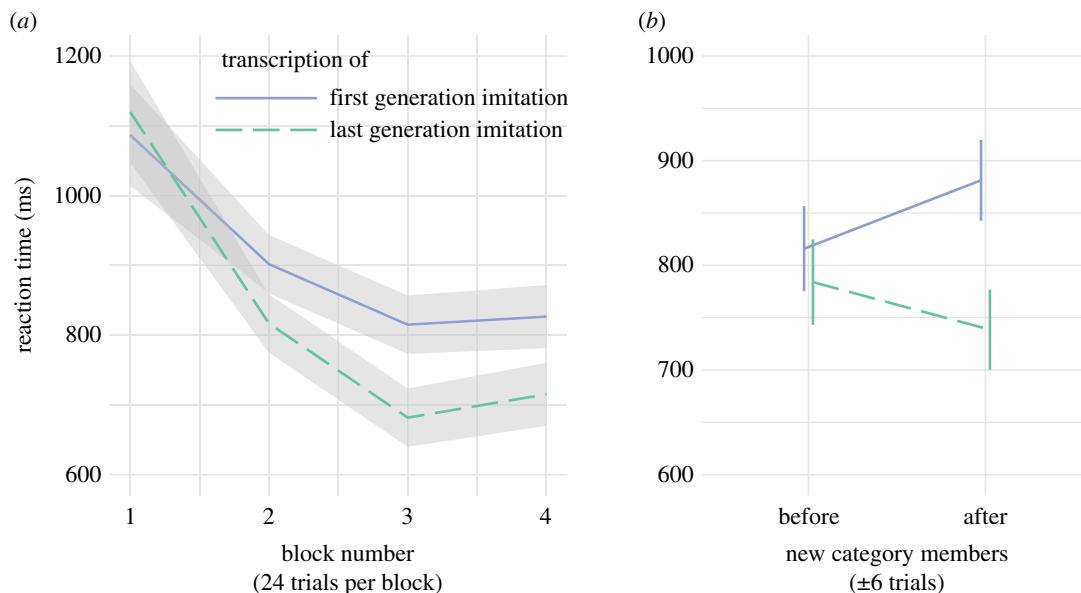 (a)
1200
1000
800
600
reaction time (ms)
transcription of
first generation imitation
last generation imitation
1 2 3 4
block number
(24 trials per block)
(b)
1000
900
800
700
600
before after
new category members
(±6 trials)